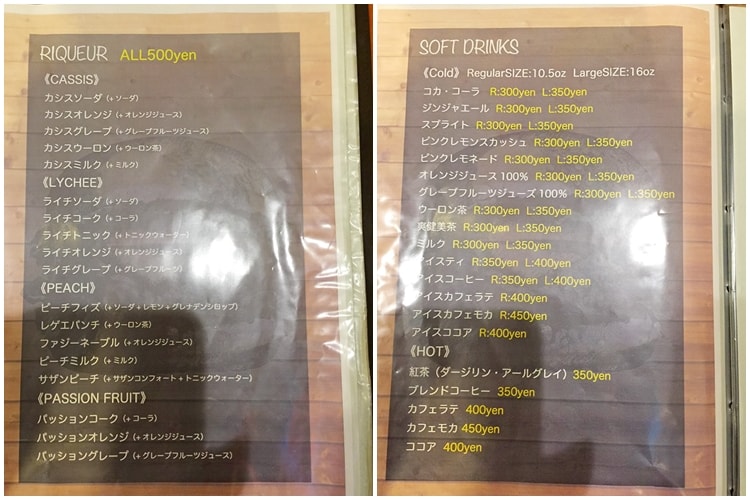 RIQUEUR ALL500yen
《CASSIS》
カシスソーダ (+ソーダ)
カシスオレンジ (+オレンジジュース)
カシスグレープ (+グレープフルーツジュース)
カシスウーロン (+ウーロン茶)
カシスミルク (+ミルク)
《LYCHEE》
ライチソーダ (+ソーダ)
ライチコーク (+コーラ)
ライチトニック (+トニックウォーター)
ライチオレンジ (+オレンジジュース)
ライチグレープ (+グレープフルーツ)
《PEACH》
ピーチフィズ (+ソーダ+レモン+グレナデンシロップ)
レゲエパンチ (+ウーロン茶)
ファジーネーブル (+オレンジジュース)
ピーチミルク (+ミルク)
サザンピーチ (+サザンコンフォート+トニックウォーター)
《PASSION FRUIT》
パッションコーク (+コーラ)
パッションオレンジ (+オレンジジュース)
パッショングレープ (+グレープフルーツジュース)
SOFT DRINKS
《Cold》 RegularSIZE:10.5oz LargeSIZE:16oz
コカ・コーラ R:300yen L:350yen
ジンジャエール R:300yen L:350yen
スプライト R:300yen L:350yen
ピンクレモンスカッシュ R:300yen L:350yen
ピンクレモネード R:300yen L:350yen
オレンジジュース 100% R:300yen L:350yen
グレープフルーツジューズ 100% R:300yen L:350yen
ウーロン茶 R:300yen L:350yen
爽健美茶 R:300yen L:350yen
ミルク R:300yen L:350yen
アイスティ R:350yen L:400yen
アイスコーヒー R:350yen L:400yen
アイスカフェラテ R:400yen
アイスカフェモカ R:450yen
アイスココア R:400yen
《HOT》
紅茶（ダージリン・アールグレイ）350yen
ブレンドコーヒー 350yen
カフェラテ 400yen
カフェモカ 450yen
ココア 400yen